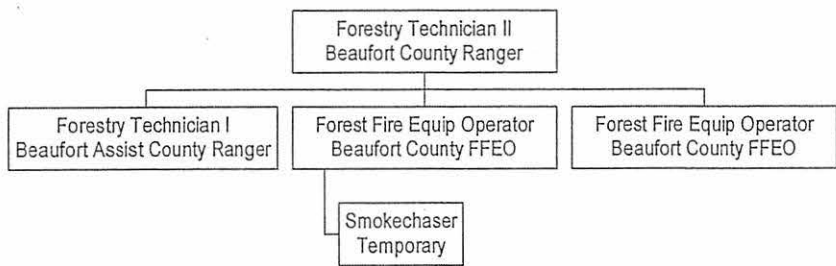 Forestry Technician II
Beaufort County Ranger
Forestry Technician I
Beaufort Assist County Ranger
Forest Fire Equip Operator
Beaufort County FFEO
Forest Fire Equip Operator
Beaufort County FFEO
Smokechaser
Temporary